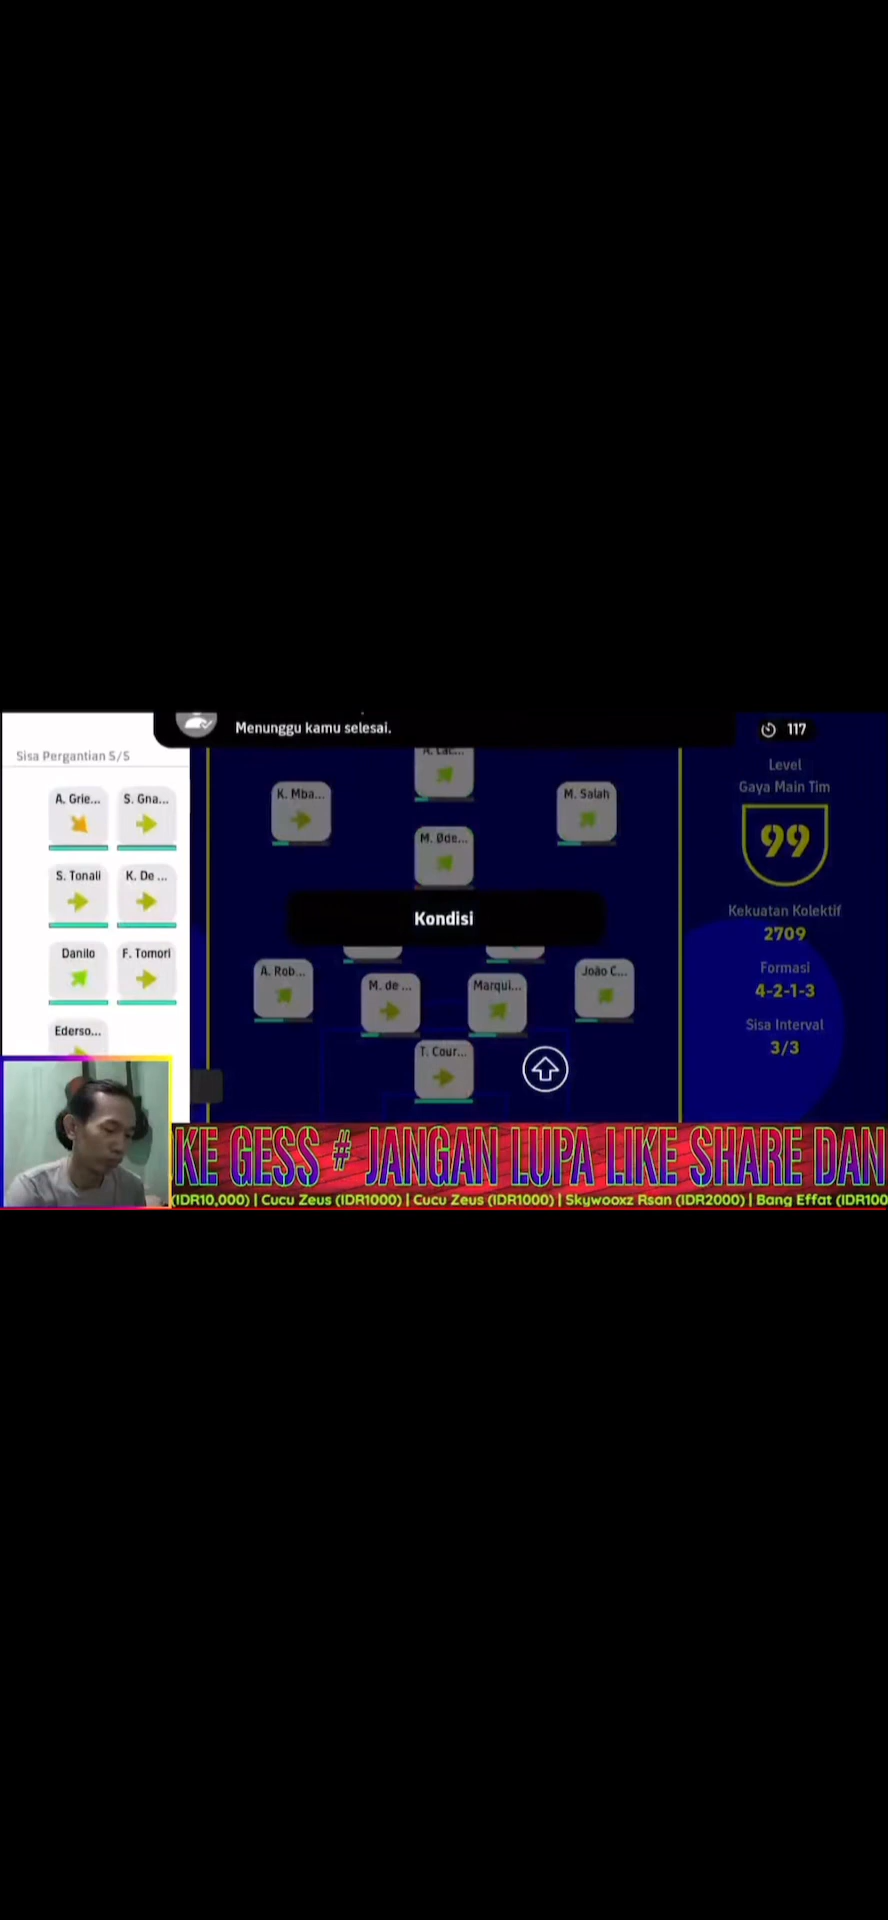 Menunggu kamu selesai.
117
Sisa Pergantian 5/5
Level
Gaya Main Tim
99
Kekuatan Kolektif
2709
Formasi
4-2-1-3
Sisa Interval
3/3
A. Grie...
S. Gna...
S. Tonali
K. De ...
Danilo
F. Tomori
Ederso...
A. Lac...
K. Mba...
M. Salah
M. Øde...
Kondisi
A. Rob...
M. de ...
Marqui...
João C...
T. Cour...
KE GESS # JANGAN LUPA LIKE SHARE DAN
(IDR10,000) | Cucu Zeus (IDR1000) | Cucu Zeus (IDR1000) | Skywooxz Rsan (IDR2000) | Bang Effat (IDR100